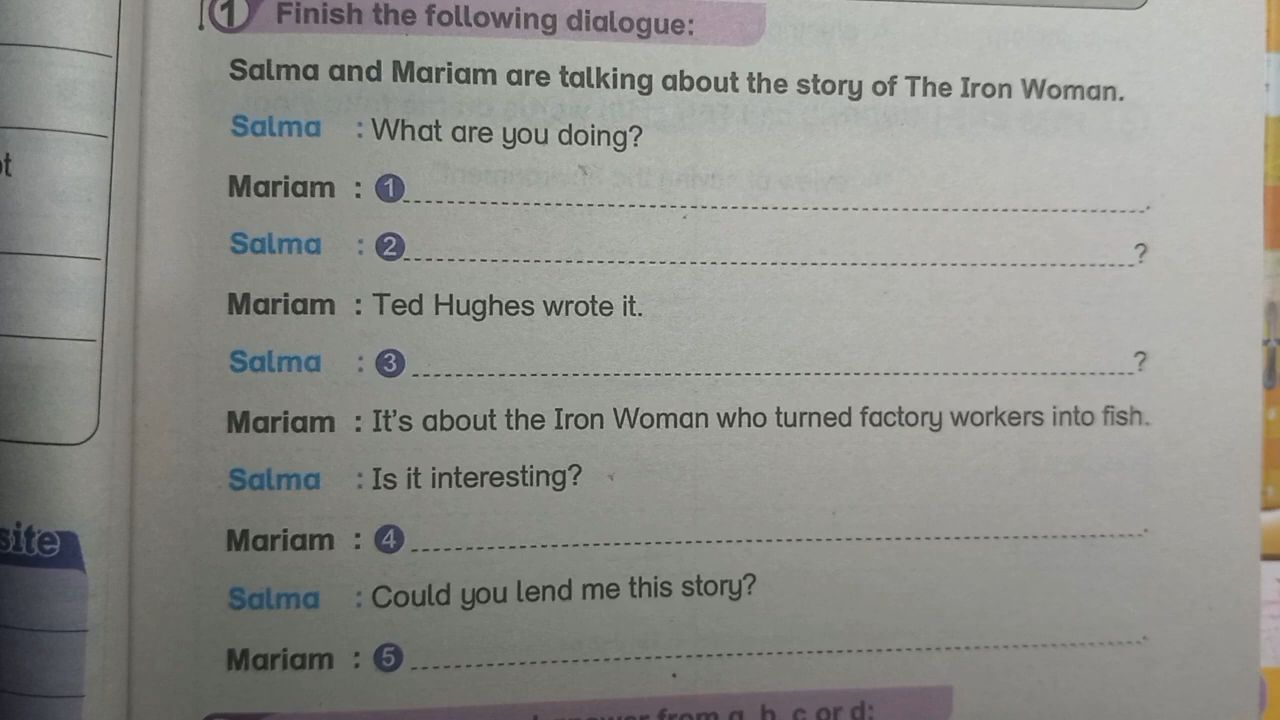 1 Finish the following dialogue:
Salma and Mariam are talking about the story of The Iron Woman.
Salma : What are you doing?
Mariam : 1 .
Salma : 2 ?
Mariam : Ted Hughes wrote it.
Salma : 3 ?
Mariam : It's about the Iron Woman who turned factory workers into fish.
Salma : Is it interesting?
Mariam : 4 .
Salma : Could you lend me this story?
Mariam : 5 .
from a, b, c or d: